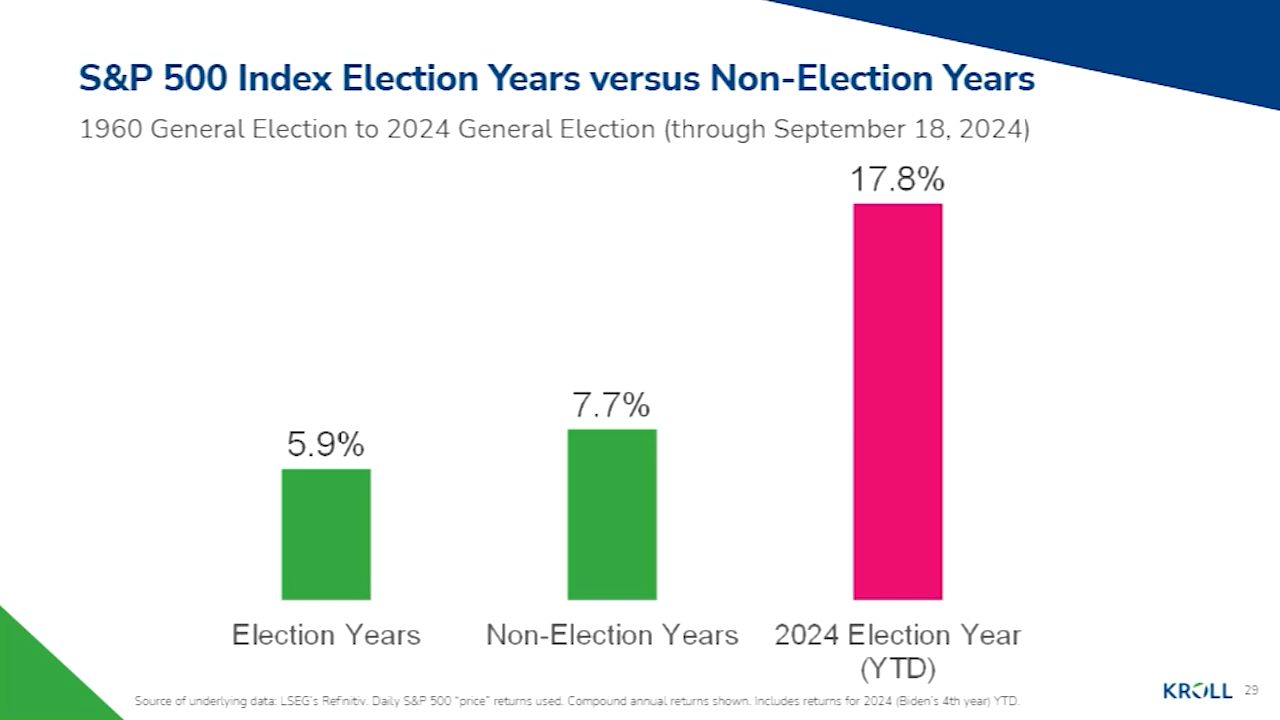 S&P 500 Index Election Years versus Non-Election Years
1960 General Election to 2024 General Election (through September 18, 2024)
17.8%
7.7%
5.9%
Election Years
Non-Election Years
2024 Election Year
(YTD)
Source of underlying data: LSEG's Refinitiv. Daily S&P 500 "price" returns used. Compound annual returns shown. Includes returns for 2024 (Biden's 4th year) YTD.
KROLL
29